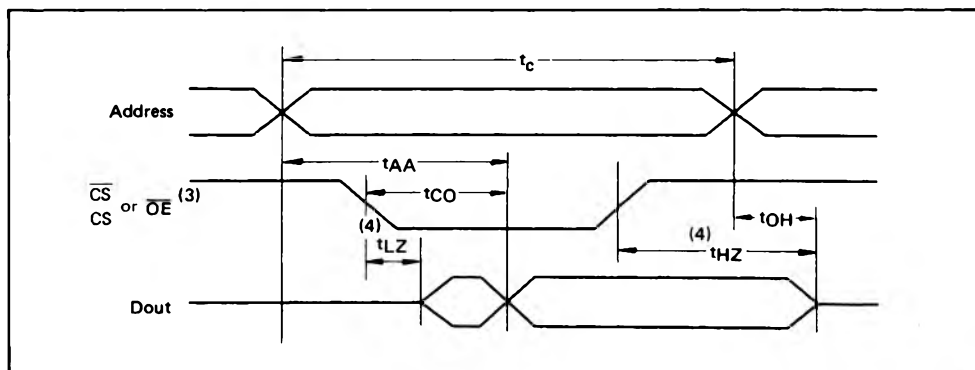 tc
Address
tAA
CS
CS or OE (3)
tCO
tOH
(4)
tLZ
(4)
tHZ
Dout